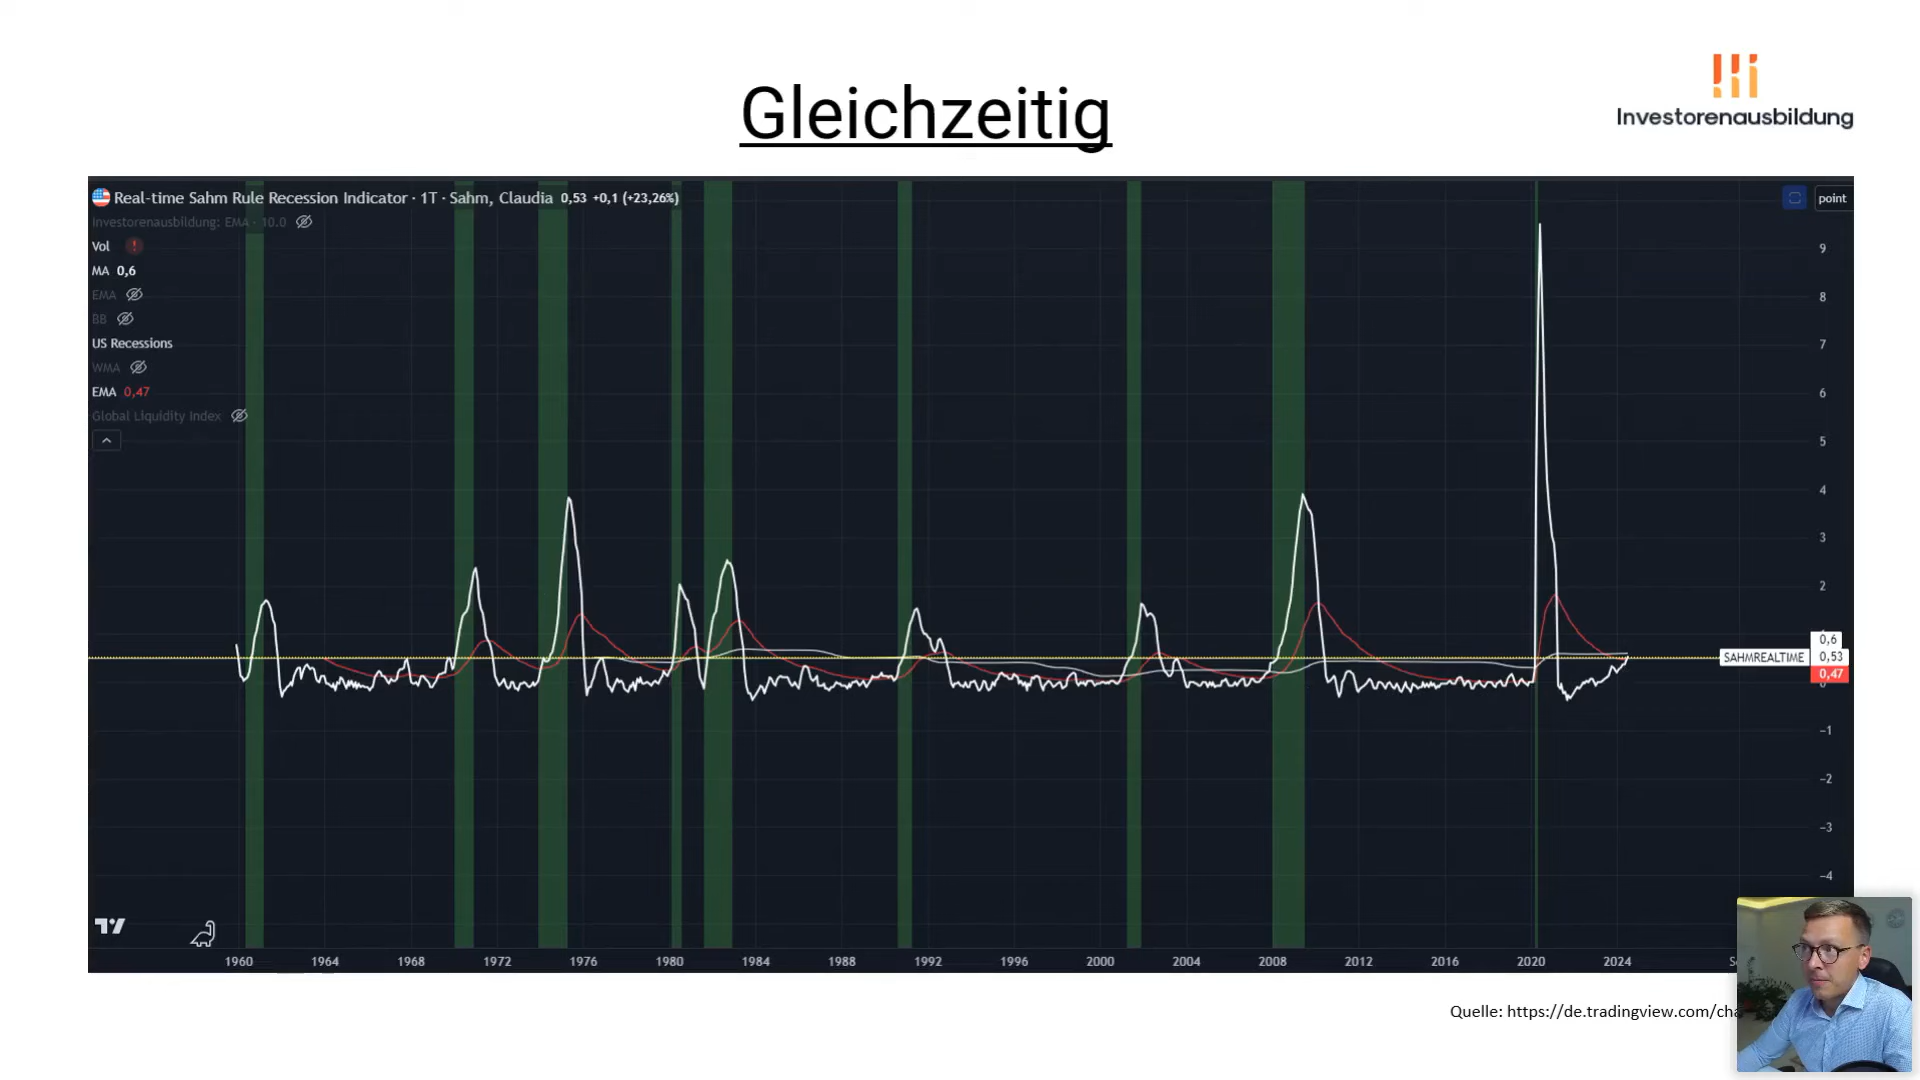 Gleichzeitig
Investorenausbildung
Real-time Sahm Rule Recession Indicator · 1T · Sahm, Claudia 0,53 +0,1 (+23,26%)
point
Investorenausbildung: EMA · 10.0
Vol
MA 0,6
EMA
BB
US Recessions
WMA
EMA 0,47
Global Liquidity Index
9
8
7
6
5
4
3
2
0,6
SAHMREALTIME 0,53
0,47
−1
−2
−3
−4
1960 1964 1968 1972 1976 1980 1984 1988 1992 1996 2000 2004 2008 2012 2016 2020 2024
Quelle: https://de.tradingview.com/cha